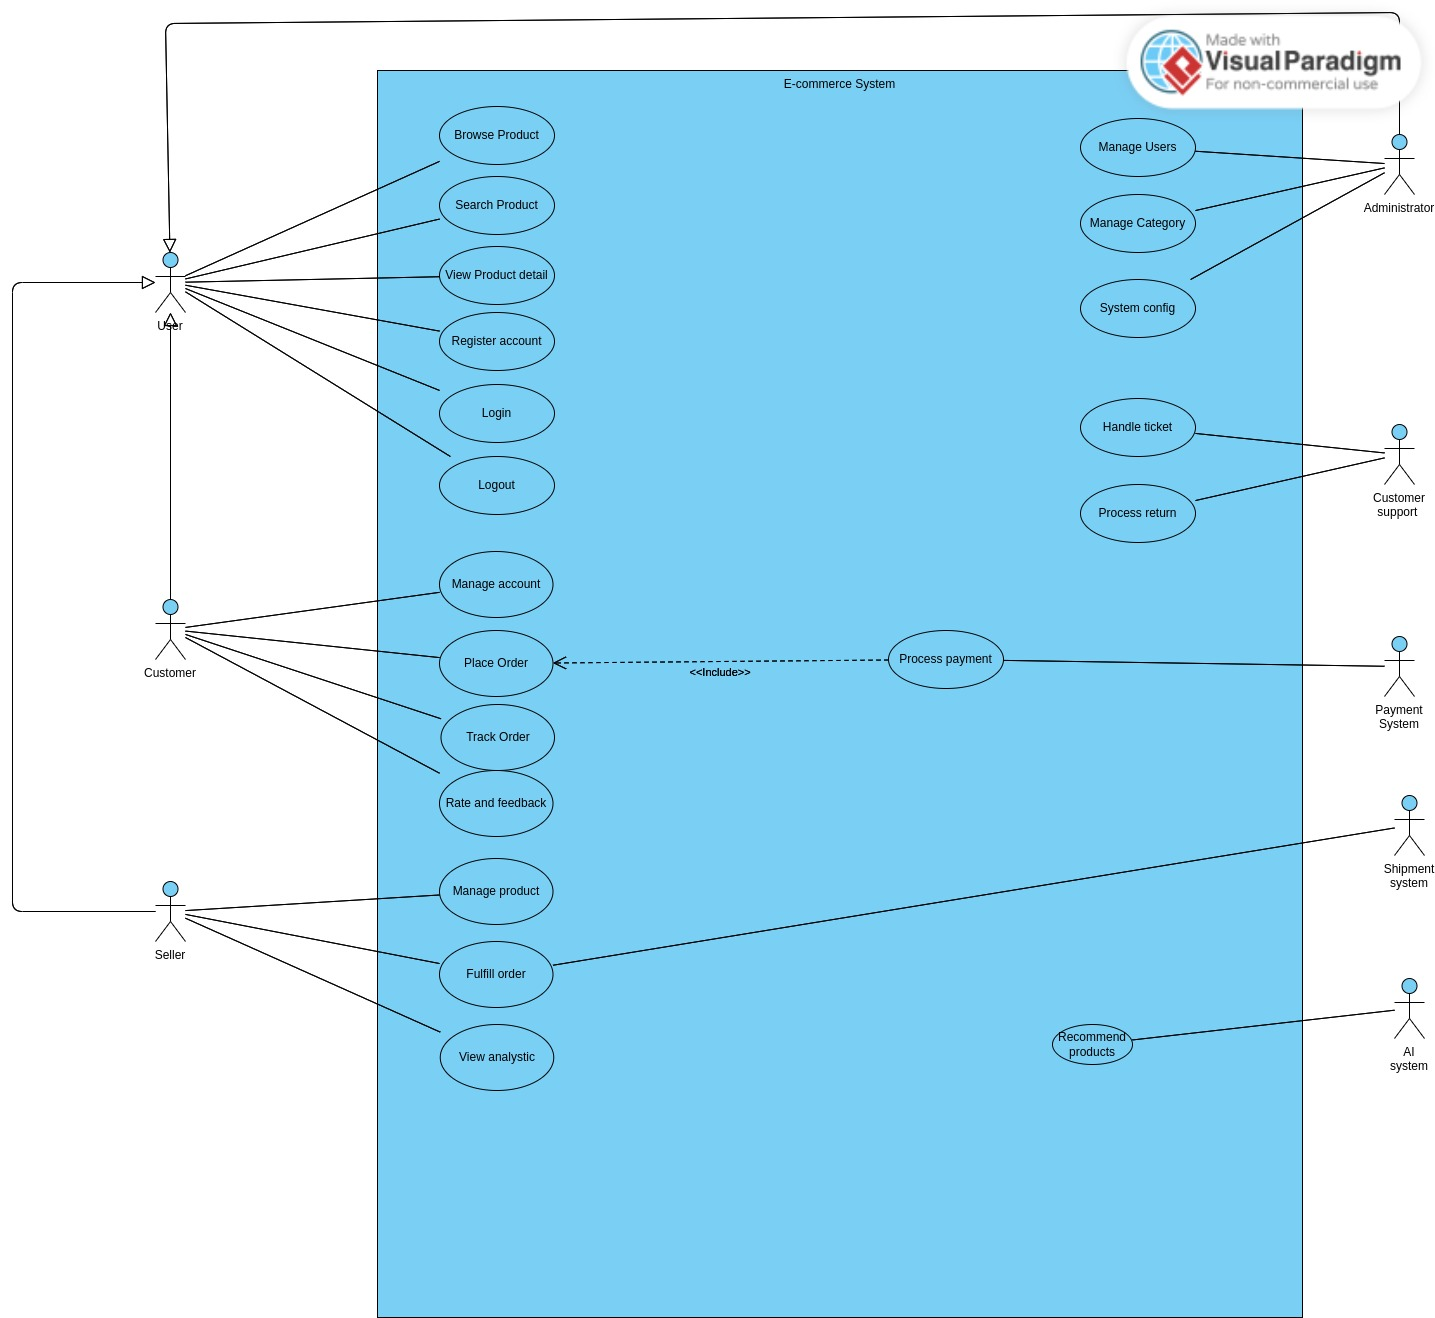 Made with
Visual Paradigm
For non-commercial use
E-commerce System
Browse Product
Manage Users
Search Product
Administrator
Manage Category
View Product detail
System config
User
Register account
Login
Handle ticket
Logout
Customer
support
Process return
Manage account
Place Order
Process payment
<<Include>>
Customer
Payment
System
Track Order
Rate and feedback
Shipment
system
Manage product
Seller
Fulfill order
Recommend
products
View analystic
AI
system